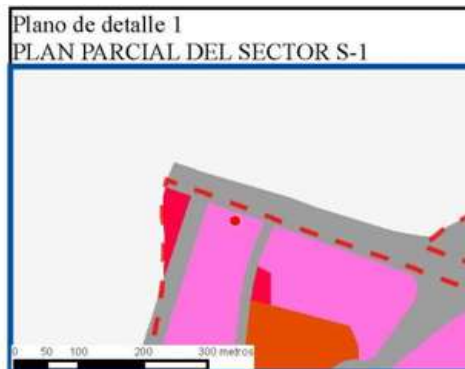 Plano de detalle 1
PLAN PARCIAL DEL SECTOR S-1
0 50 100 200 300 metros